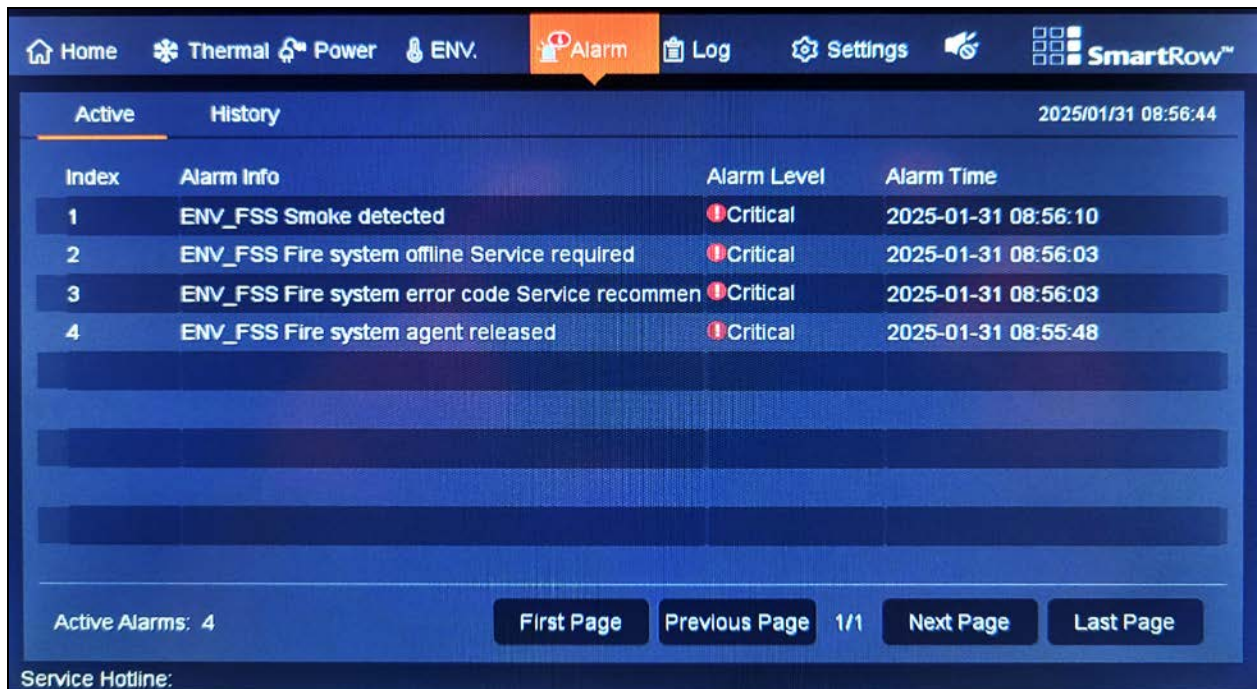 Home Thermal Power ENV. Alarm Log Settings SmartRow™
Active History 2025/01/31 08:56:44
Index Alarm Info Alarm Level Alarm Time
1 ENV_FSS Smoke detected Critical 2025-01-31 08:56:10
2 ENV_FSS Fire system offline Service required Critical 2025-01-31 08:56:03
3 ENV_FSS Fire system error code Service recommen Critical 2025-01-31 08:56:03
4 ENV_FSS Fire system agent released Critical 2025-01-31 08:55:48
Active Alarms: 4 First Page Previous Page 1/1 Next Page Last Page
Service Hotline: